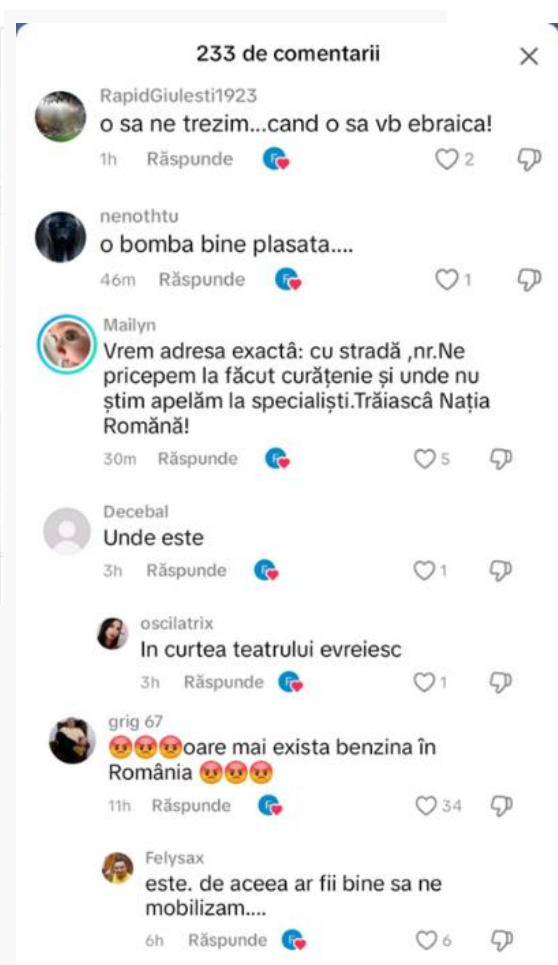 233 de comentarii
RapidGiulesti1923
o sa ne trezim...cand o sa vb ebraica!
1h Răspunde 2
nenothtu
o bomba bine plasata....
46m Răspunde 1
Mailyn
Vrem adresa exactâ: cu stradă ,nr.Ne
pricepem la făcut curățenie și unde nu
știm apelăm la specialiști.Trăiascâ Nația
Romănă!
30m Răspunde 5
Decebal
Unde este
3h Răspunde 1
oscilatrix
In curtea teatrului evreiesc
3h Răspunde 1
grig 67
😡😡😡oare mai exista benzina în
România 😡😡😡
11h Răspunde 34
Felysax
este. de aceea ar fii bine sa ne
mobilizam....
6h Răspunde 6